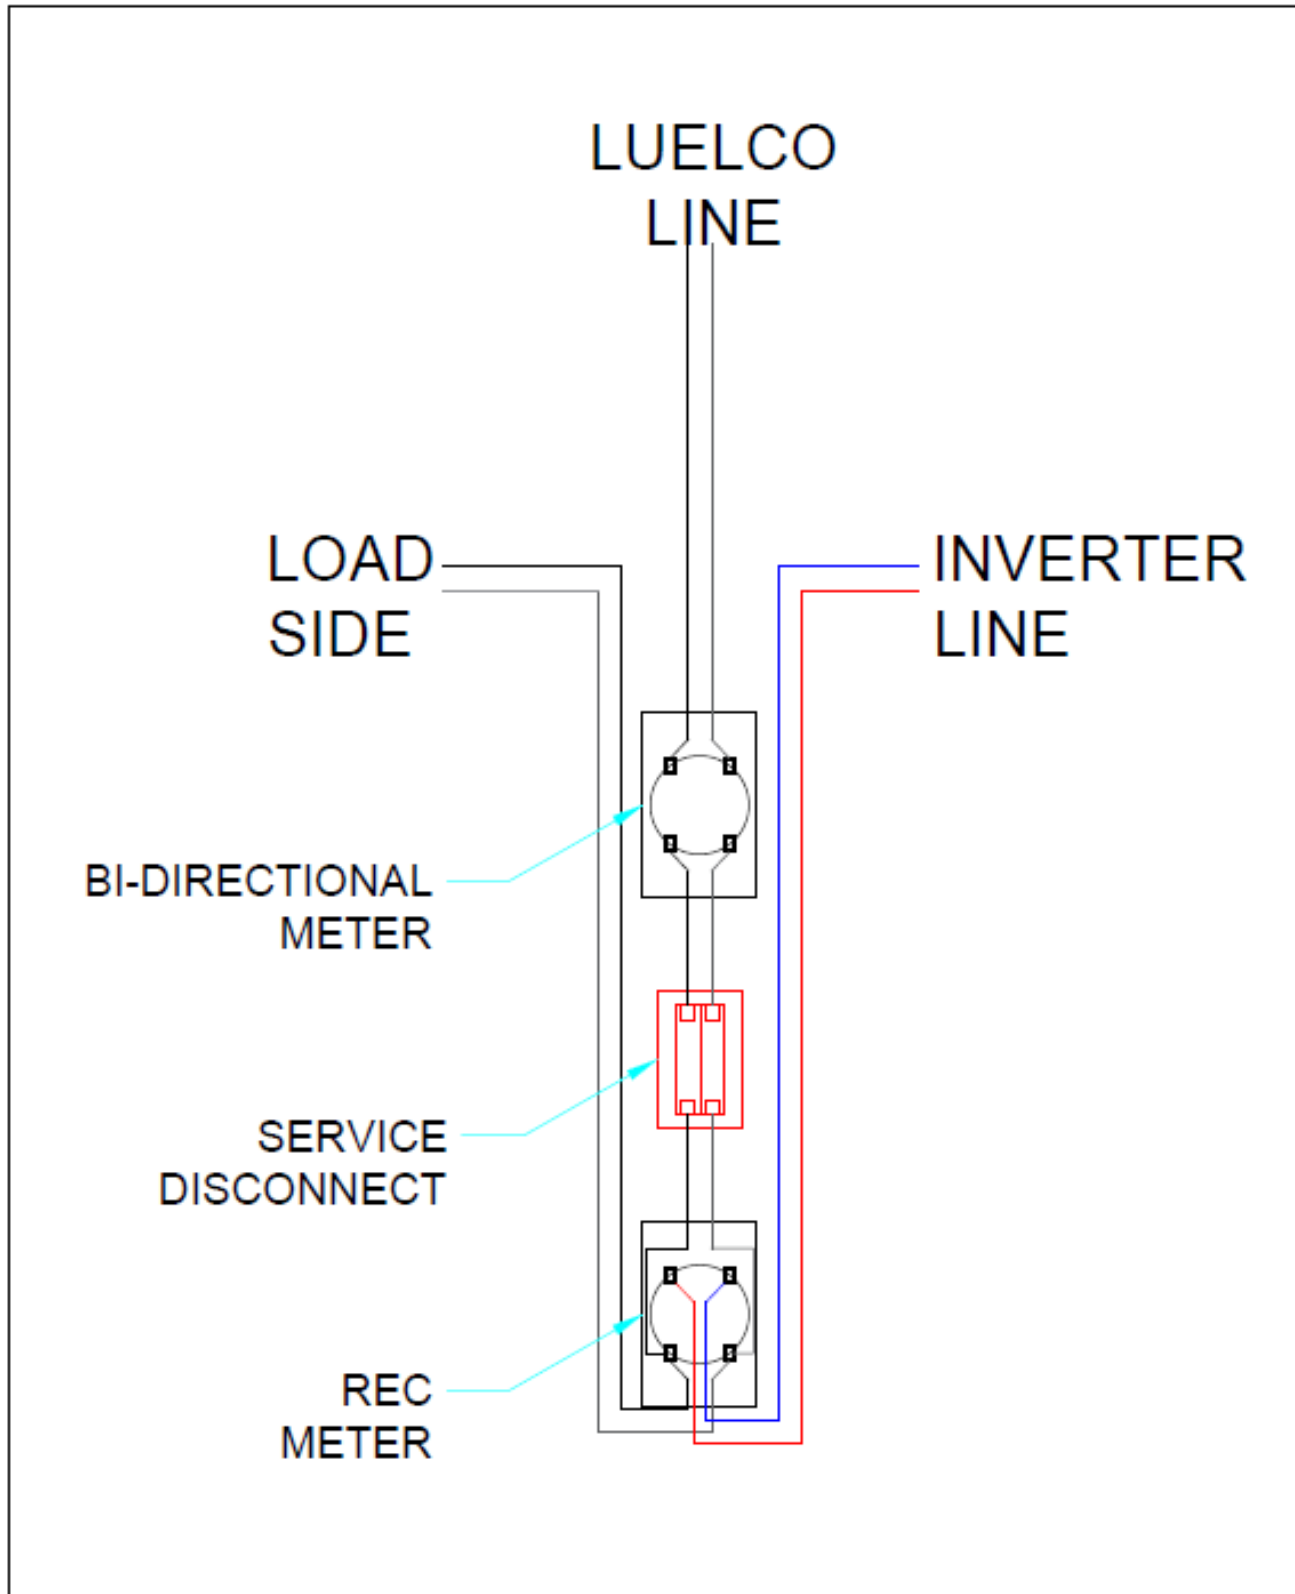 LUELCO
LINE
LOAD
SIDE
INVERTER
LINE
BI-DIRECTIONAL
METER
SERVICE
DISCONNECT
REC
METER